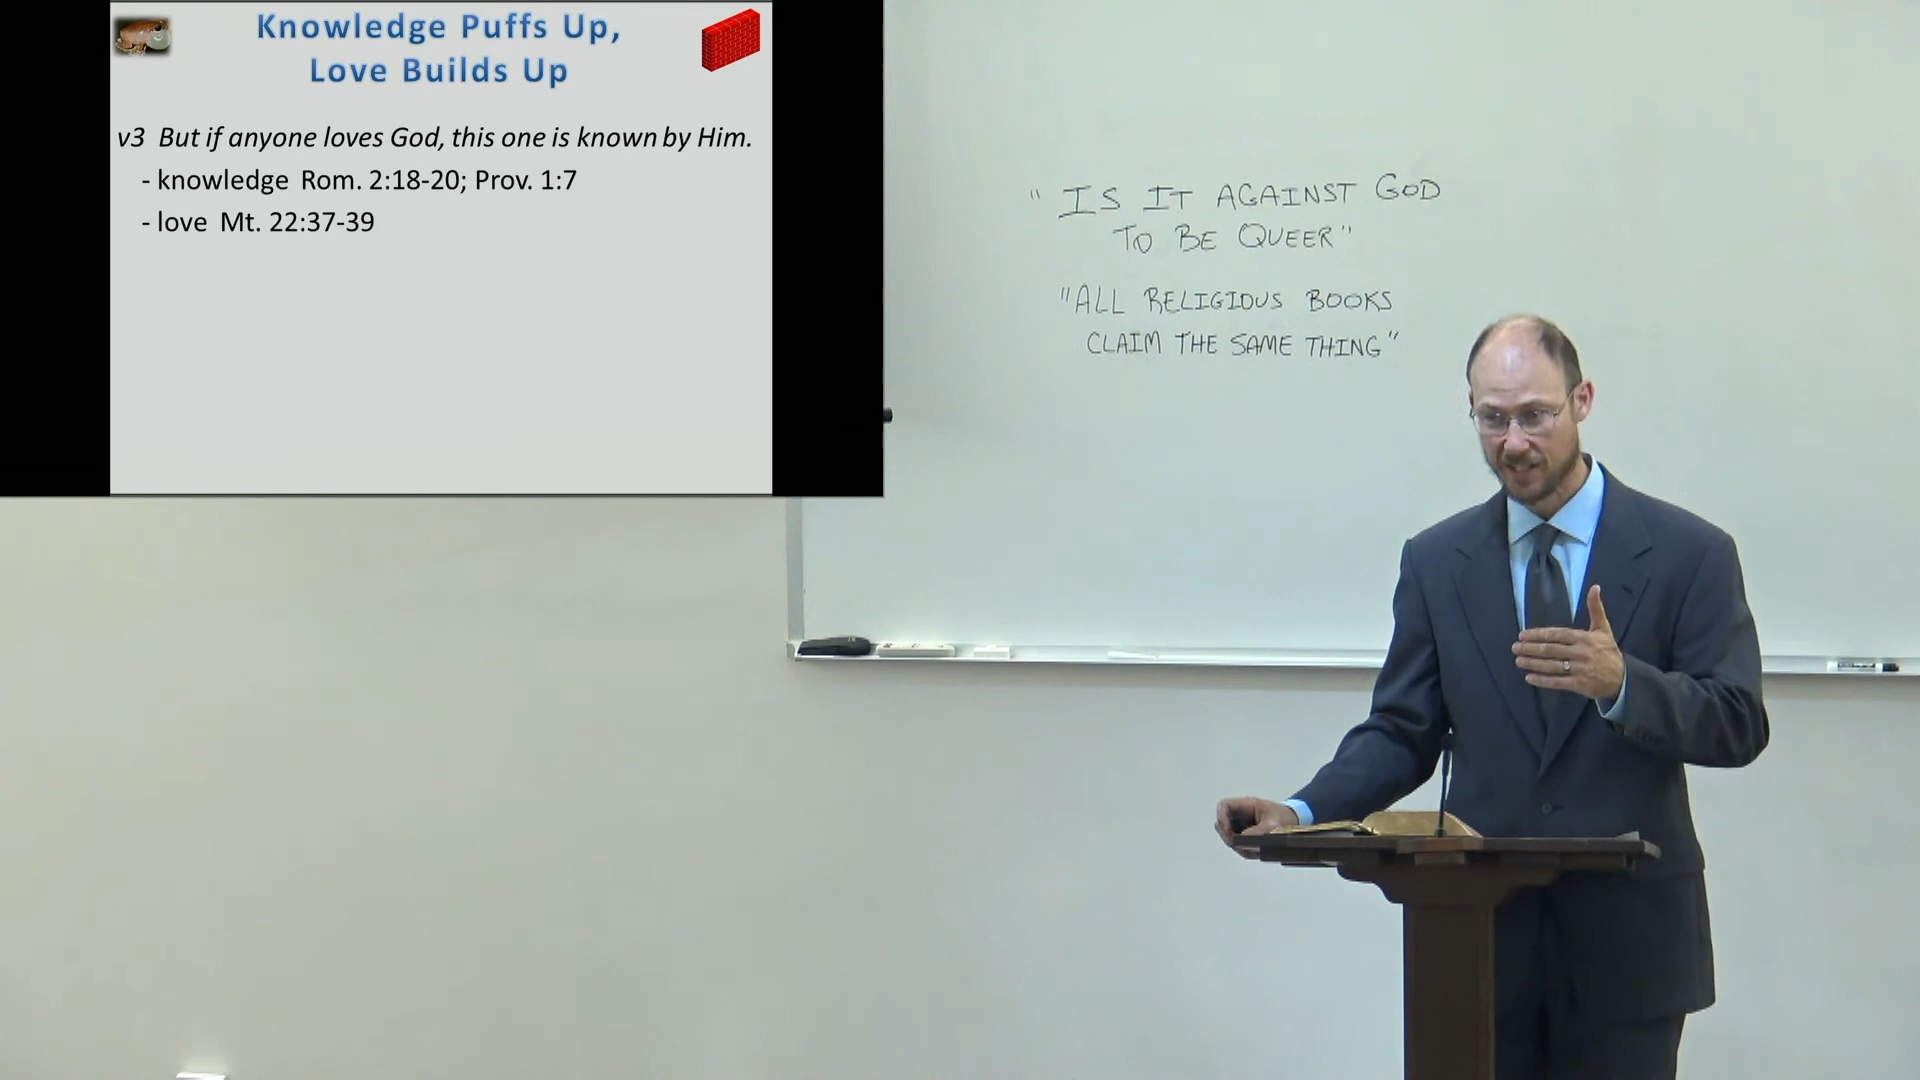 Knowledge Puffs Up,
Love Builds Up
v3 But if anyone loves God, this one is known by Him.
- knowledge Rom. 2:18-20; Prov. 1:7
- love Mt. 22:37-39
" IS IT AGAINST GOD
TO BE QUEER"
"ALL RELIGIOUS BOOKS
CLAIM THE SAME THING"